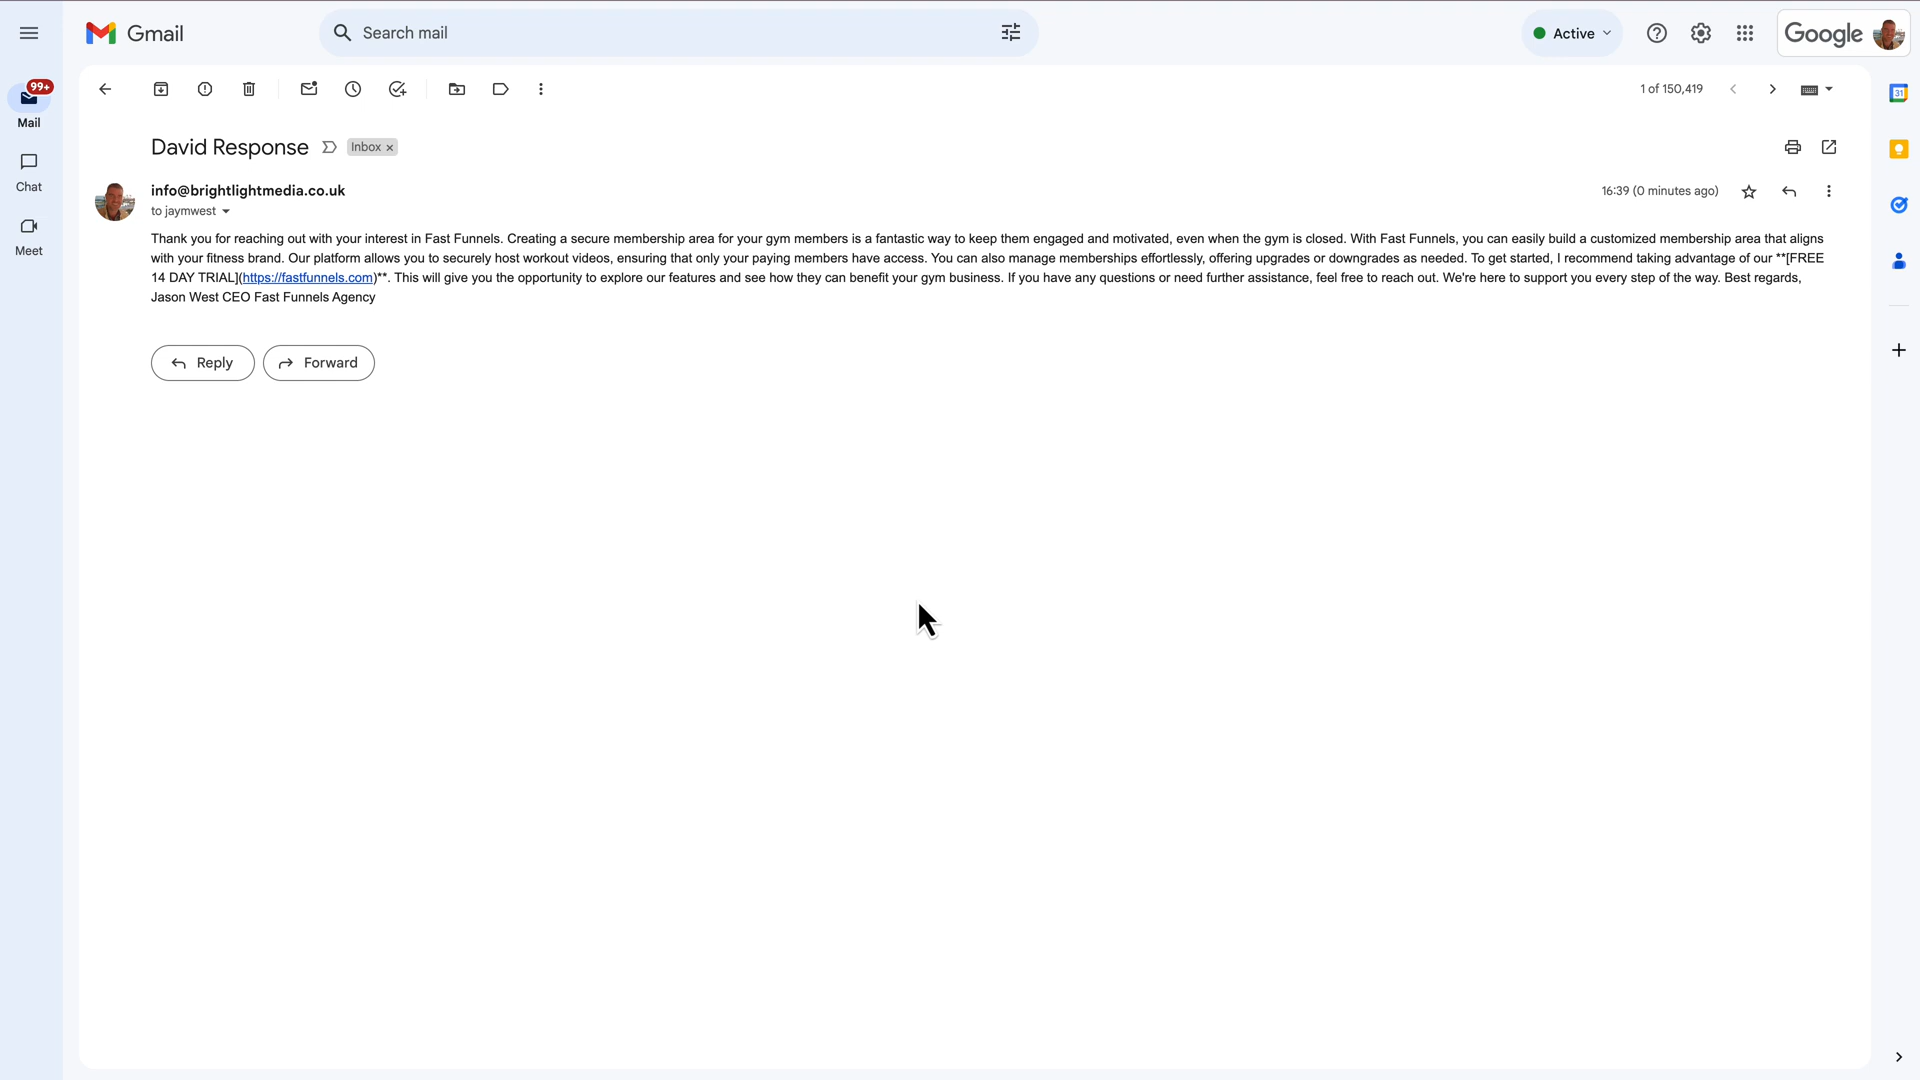 Gmail
Search mail
Active
Google
99+
Mail
1 of 150,419
31
David Response
Inbox ×
Chat
info@brightlightmedia.co.uk
16:39 (0 minutes ago)
to jaymwest
Meet
Thank you for reaching out with your interest in Fast Funnels. Creating a secure membership area for your gym members is a fantastic way to keep them engaged and motivated, even when the gym is closed. With Fast Funnels, you can easily build a customized membership area that aligns
with your fitness brand. Our platform allows you to securely host workout videos, ensuring that only your paying members have access. You can also manage memberships effortlessly, offering upgrades or downgrades as needed. To get started, I recommend taking advantage of our **[FREE
14 DAY TRIAL](https://fastfunnels.com)**. This will give you the opportunity to explore our features and see how they can benefit your gym business. If you have any questions or need further assistance, feel free to reach out. We're here to support you every step of the way. Best regards,
Jason West CEO Fast Funnels Agency
Reply
Forward